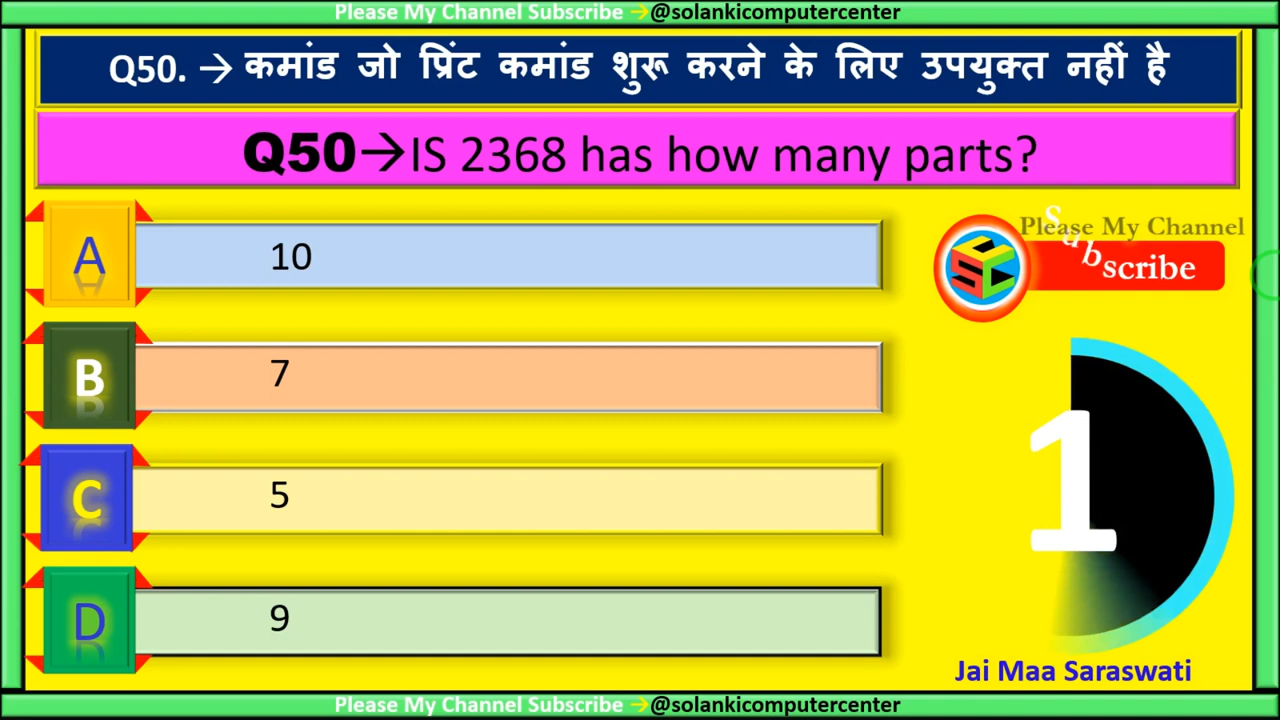 Please My Channel Subscribe →@solankicomputercenter
Q50. → कमांड जो प्रिंट कमांड शुरू करने के लिए उपयुक्त नहीं है
Q50→IS 2368 has how many parts?
A 10
Please My Channel
Subscribe
SCC
B 7
C 5
1
D 9
Jai Maa Saraswati
Please My Channel Subscribe →@solankicomputercenter